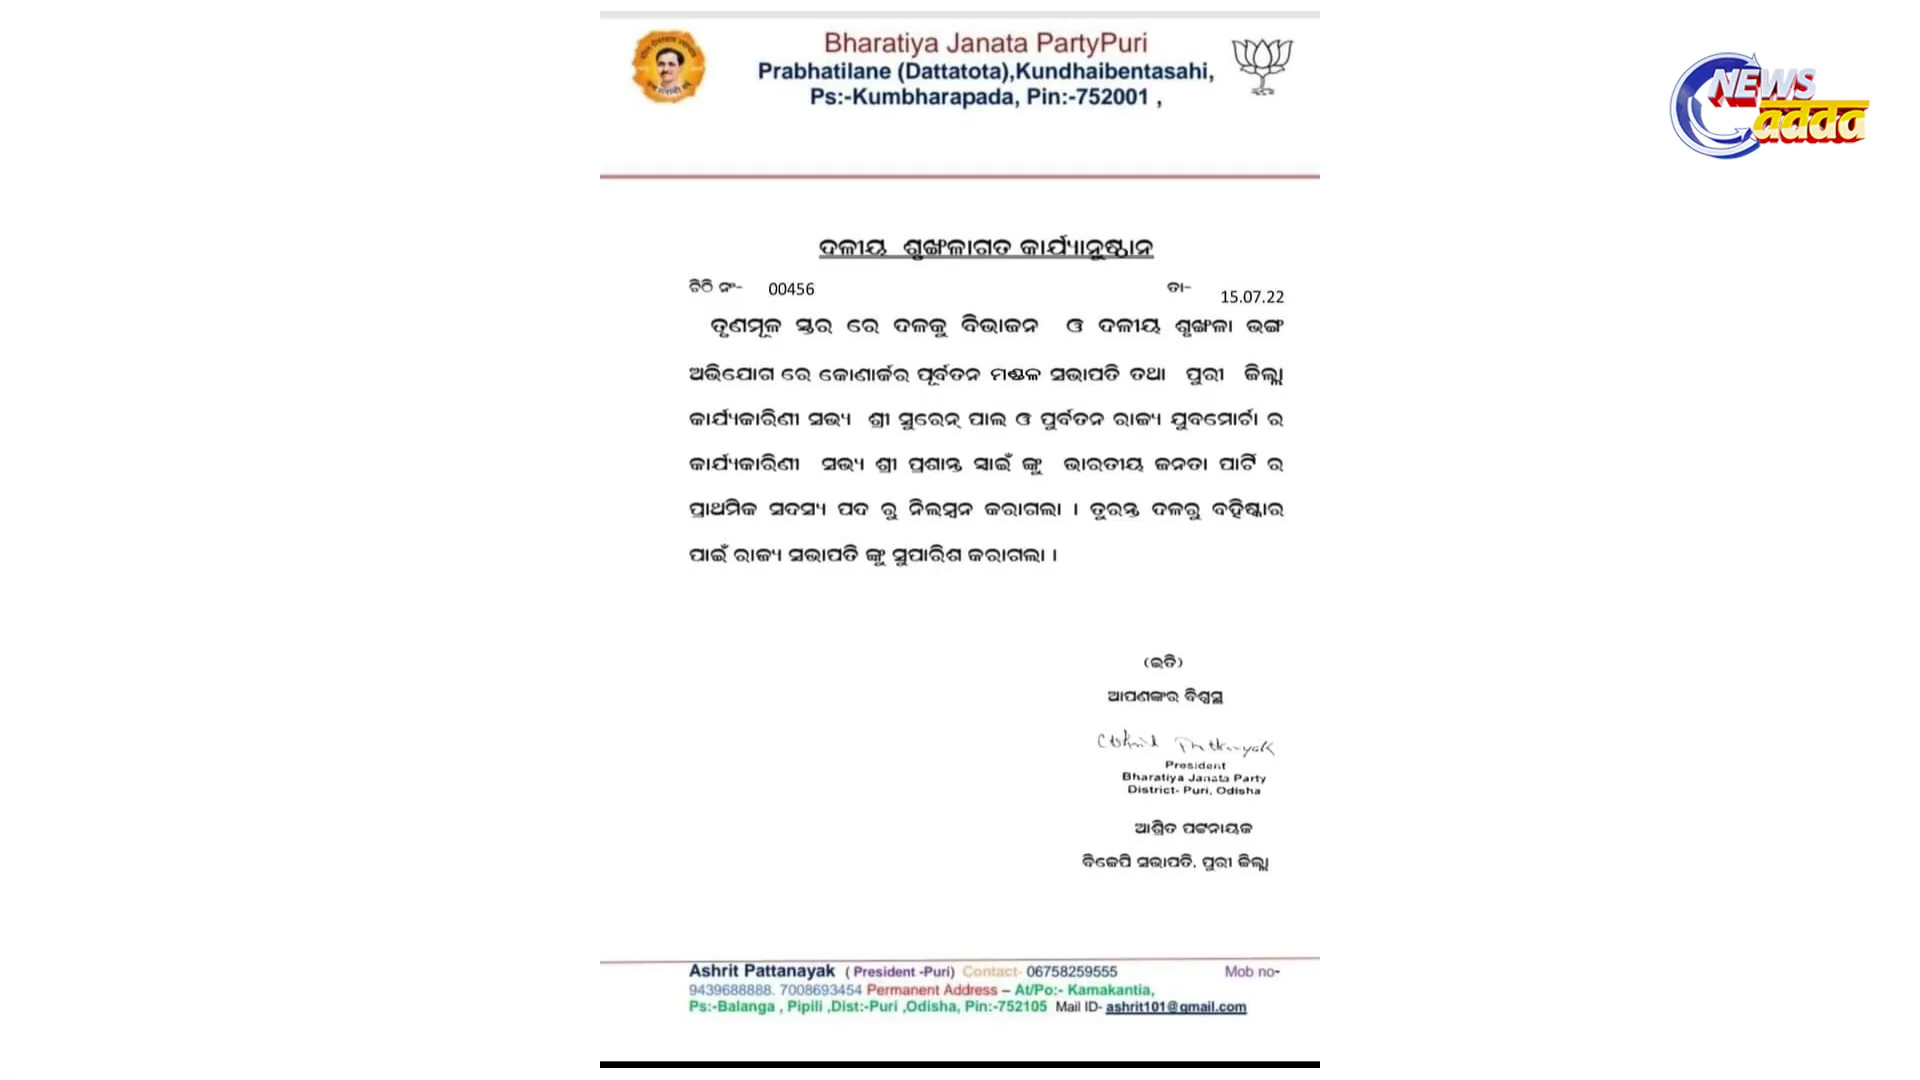 Bharatiya Janata PartyPuri
Prabhatilane (Dattatota),Kundhaibentasahi,
Ps:-Kumbharapada, Pin:-752001 ,
NEWS
adda
ଦଳୀୟ ଶୃଙ୍ଖଳାଗତ କାର୍ଯ୍ୟାନୁଷ୍ଠାନ
ଚିଠି ନଂ- 00456 ତା- 15.07.22
ତୃଣମୂଳ ସ୍ତର ରେ ଦଳକୁ ବିଭାଜନ ଓ ଦଳୀୟ ଶୃଙ୍ଖଳା ଭଙ୍ଗ
ଅଭିଯୋଗ ରେ କୋଣାର୍କର ପୂର୍ବତନ ମଣ୍ଡଳ ସଭାପତି ତଥା ପୁରୀ ଜିଲ୍ଲା
କାର୍ଯ୍ୟକାରିଣୀ ସଭ୍ୟ ଶ୍ରୀ ସୁରେନ୍ ପାଲ ଓ ପୁର୍ବତନ ରାଜ୍ୟ ଯୁବମୋର୍ଚା ର
କାର୍ଯ୍ୟକାରିଣୀ ସଭ୍ୟ ଶ୍ରୀ ପ୍ରଶାନ୍ତ ସ୍ୱାଇଁ ଙ୍କୁ ଭାରତୀୟ ଜନତା ପାର୍ଟି ର
ପ୍ରାଥମିକ ସଦସ୍ୟ ପଦ ରୁ ନିଲମ୍ବନ କରାଗଲା । ତୁରନ୍ତ ଦଳରୁ ବହିଷ୍କାର
ପାଇଁ ରାଜ୍ୟ ସଭାପତି ଙ୍କୁ ସୁପାରିଶ କରାଗଲା ।
(ଇତି)
ଆପଣଙ୍କର ବିଶ୍ୱସ୍ଥ
Pattanayak
President
Bharatiya Janata Party
District- Puri, Odisha
ଆଶ୍ରିତ ପଟ୍ଟନାୟକ
ବିଜେପି ସଭାପତି, ପୁରୀ ଜିଲ୍ଲା
Ashrit Pattanayak ( President -Puri) Contact- 06758259555 Mob no-
9439688888. 7008693454 Permanent Address – At/Po:- Kamakantia,
Ps:-Balanga , Pipili ,Dist:-Puri ,Odisha, Pin:-752105 Mail ID- ashrit101@gmail.com